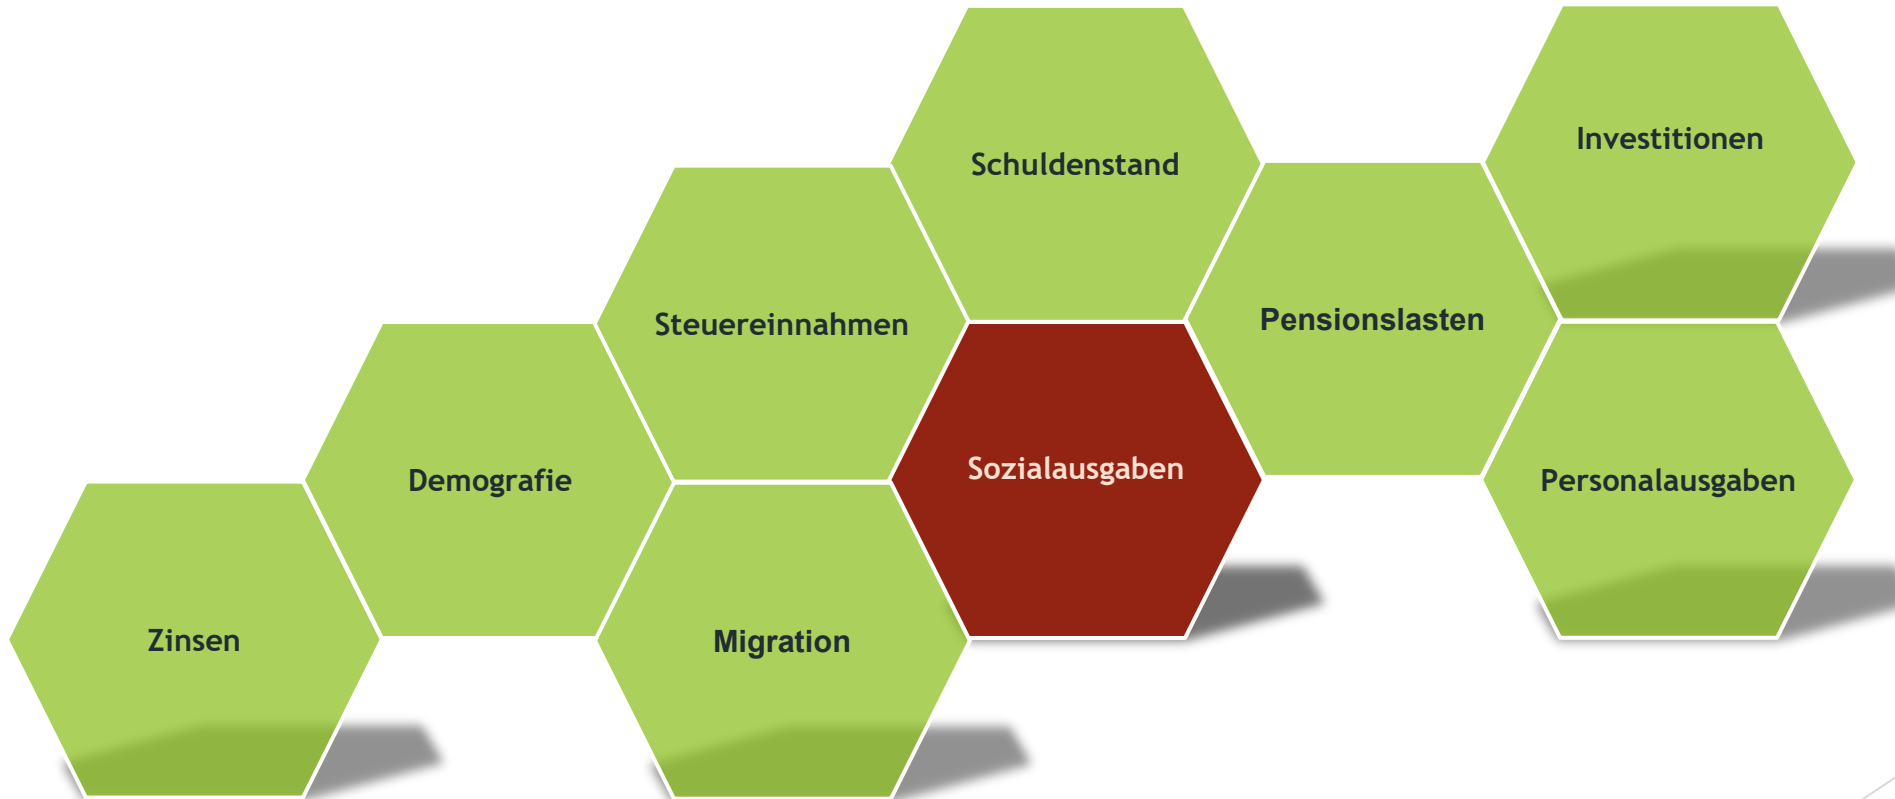 Investitionen
Schuldenstand
Pensionslasten
Steuereinnahmen
Sozialausgaben
Demografie
Personalausgaben
Zinsen
Migration